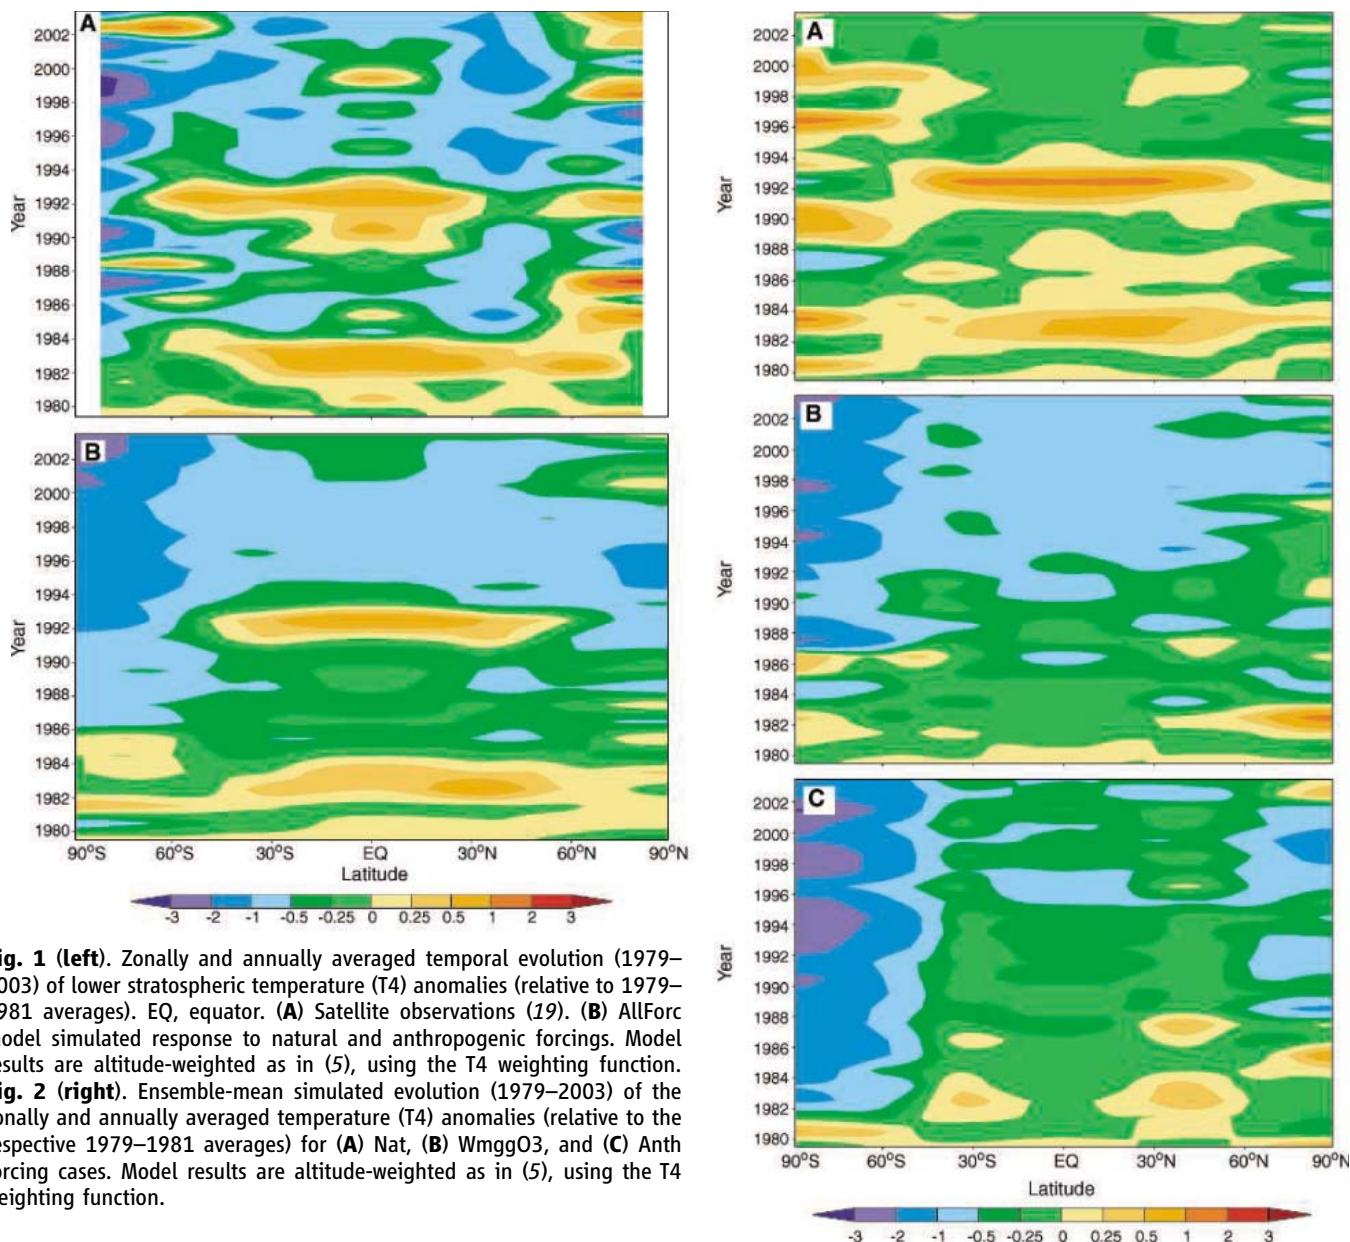 A
2002
2000
1998
1996
1994
1992
1990
1988
1986
1984
1982
1980
Year
B
2002
2000
1998
1996
1994
1992
1990
1988
1986
1984
1982
1980
Year
90°S 60°S 30°S EQ 30°N 60°N 90°N
Latitude
-3 -2 -1 -0.5 -0.25 0 0.25 0.5 1 2 3
ig. 1 (left). Zonally and annually averaged temporal evolution (1979–
003) of lower stratospheric temperature (T4) anomalies (relative to 1979–
981 averages). EQ, equator. (A) Satellite observations (19). (B) AllForc
odel simulated response to natural and anthropogenic forcings. Model
esults are altitude-weighted as in (5), using the T4 weighting function.
ig. 2 (right). Ensemble-mean simulated evolution (1979–2003) of the
onally and annually averaged temperature (T4) anomalies (relative to the
espective 1979–1981 averages) for (A) Nat, (B) WmggO3, and (C) Anth
orcing cases. Model results are altitude-weighted as in (5), using the T4
eighting function.
A
2002
2000
1998
1996
1994
1992
1990
1988
1986
1984
1982
1980
Year
B
2002
2000
1998
1996
1994
1992
1990
1988
1986
1984
1982
1980
Year
C
2002
2000
1998
1996
1994
1992
1990
1988
1986
1984
1982
1980
Year
90°S 60°S 30°S EQ 30°N 60°N 90°N
Latitude
-3 -2 -1 -0.5 -0.25 0 0.25 0.5 1 2 3